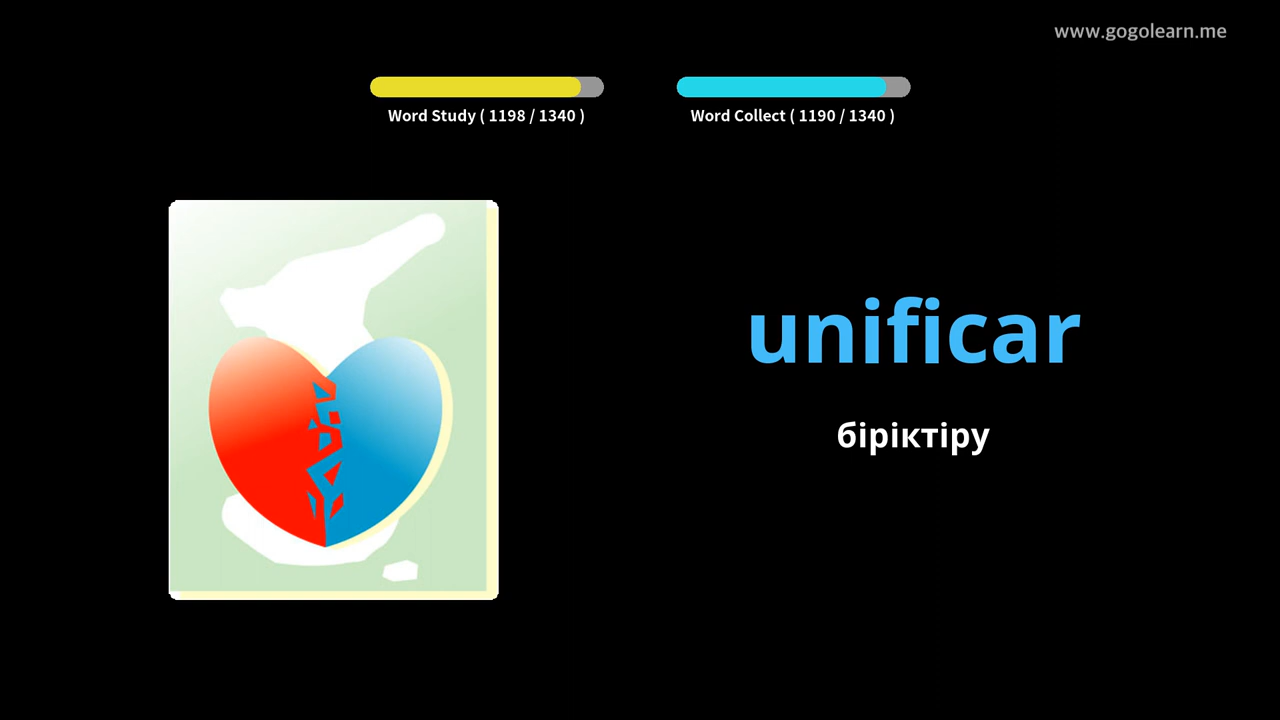 www.gogolearn.me
Word Study ( 1198 / 1340 )
Word Collect ( 1190 / 1340 )
unificar
біріктіру